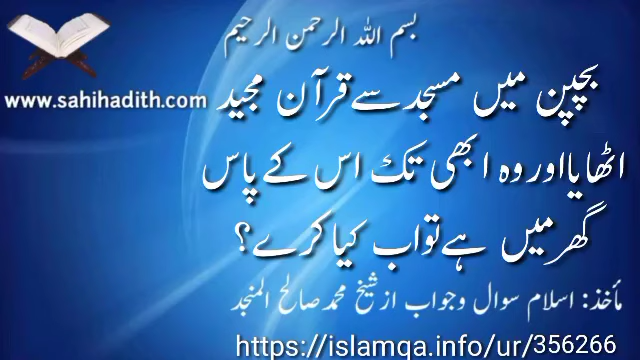 بسم اللہ الرحمن الرحیم
www.sahihadith.com
بچپن میں مسجد سے قرآن مجید
اٹھایا اور وہ ابھی تک اس کے پاس
گھر میں ہے تو اب کیا کرے؟
مأخذ: اسلام سوال وجواب از شیخ محمد صالح المنجد
https://islamqa.info/ur/356266